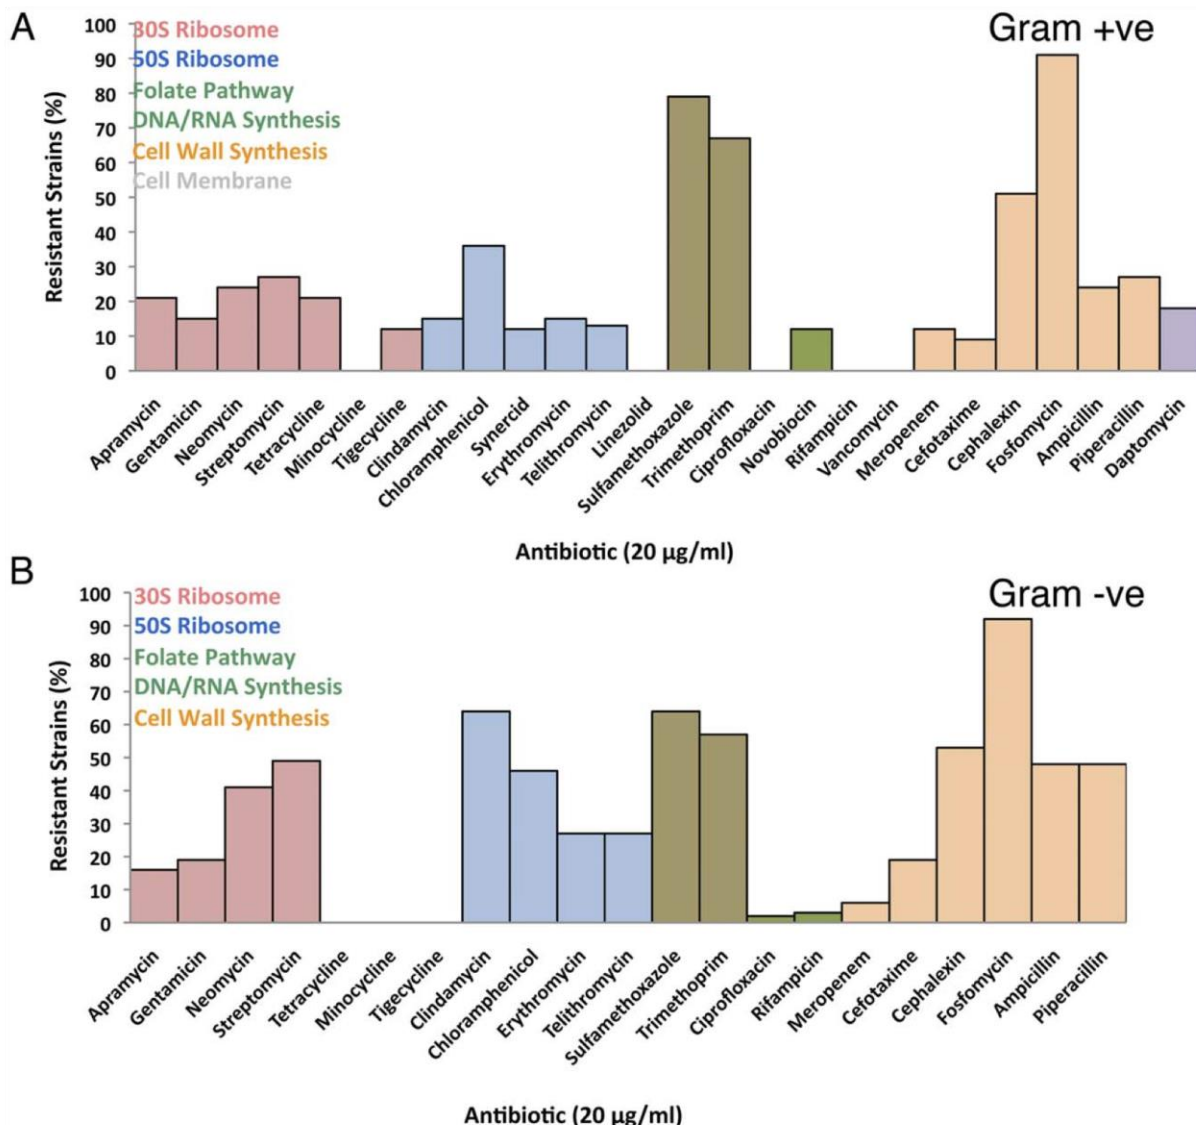 A
Gram +ve
30S Ribosome
50S Ribosome
Folate Pathway
DNA/RNA Synthesis
Cell Wall Synthesis
Cell Membrane
Resistant Strains (%)
100
90
80
70
60
50
40
30
20
10
0
Apramycin
Gentamicin
Neomycin
Streptomycin
Tetracycline
Minocycline
Tigecycline
Clindamycin
Chloramphenicol
Synercid
Erythromycin
Telithromycin
Linezolid
Sulfamethoxazole
Trimethoprim
Ciprofloxacin
Novobiocin
Rifampicin
Vancomycin
Meropenem
Cefotaxime
Cephalexin
Fosfomycin
Ampicillin
Piperacillin
Daptomycin
Antibiotic (20 µg/ml)
B
Gram -ve
30S Ribosome
50S Ribosome
Folate Pathway
DNA/RNA Synthesis
Cell Wall Synthesis
Resistant Strains (%)
100
90
80
70
60
50
40
30
20
10
0
Apramycin
Gentamicin
Neomycin
Streptomycin
Tetracycline
Minocycline
Tigecycline
Clindamycin
Chloramphenicol
Erythromycin
Telithromycin
Sulfamethoxazole
Trimethoprim
Ciprofloxacin
Rifampicin
Meropenem
Cefotaxime
Cephalexin
Fosfomycin
Ampicillin
Piperacillin
Antibiotic (20 µg/ml)